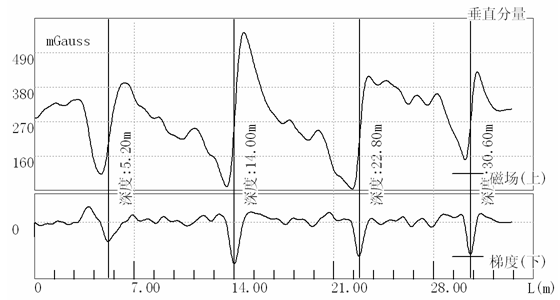 垂直分量
mGauss
490
380
270
160
0
深度:5.20m
深度:14.00m
深度:22.80m
深度:30.60m
磁场(上)
0
梯度(下)
7.00
14.00
21.00
28.00
L(m)